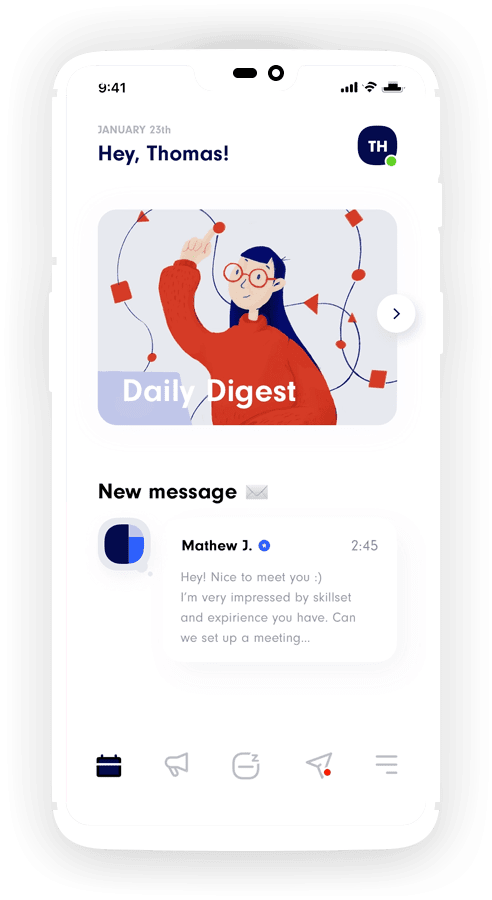 9:41
JANUARY 23th
Hey, Thomas!
TH
Daily Digest
New message
Mathew J.
2:45
Hey! Nice to meet you :)
I'm very impressed by skillset
and expirience you have. Can
we set up a meeting...
z